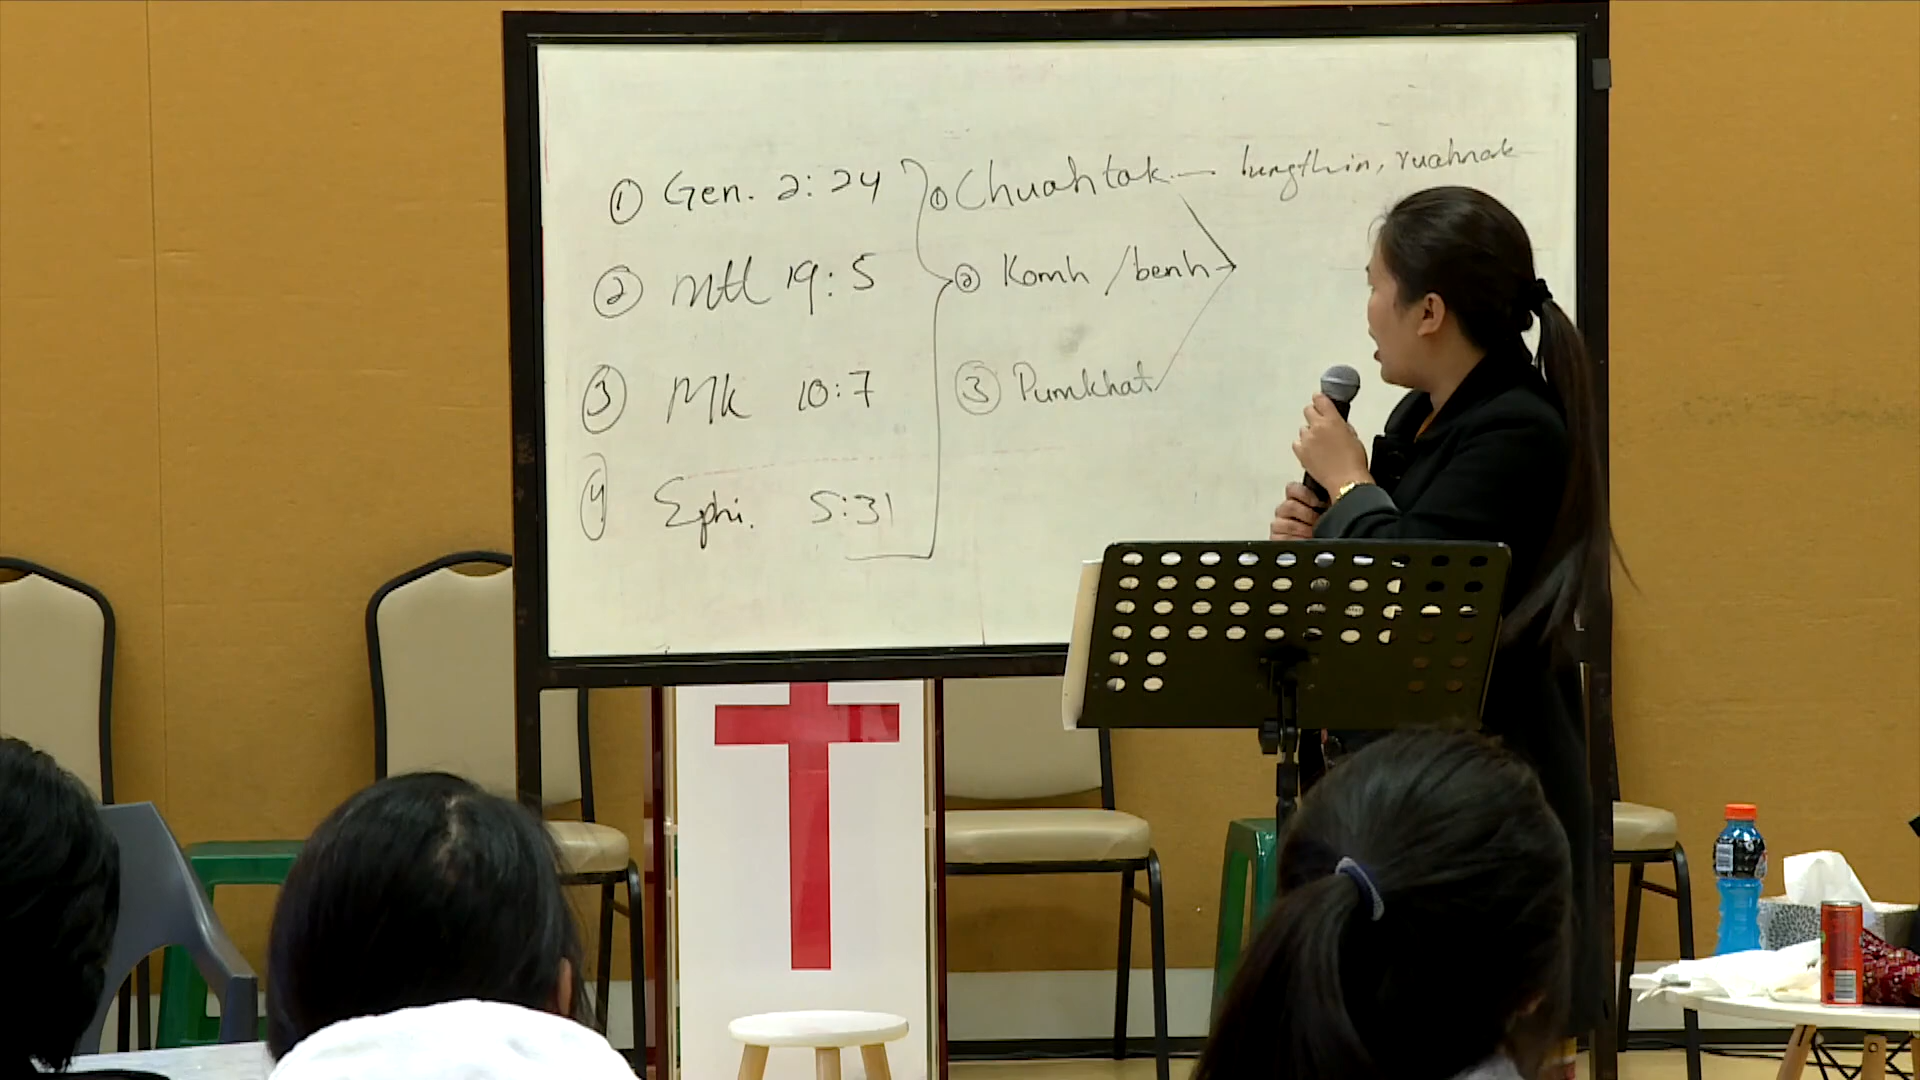 ① Gen. 2:24 ① Chuahtak — lungthin, ruahnak
② Mtt 19:5 ② Komh / benh
③ Mk 10:7 ③ Pumkhat
④ Ephi. 5:31